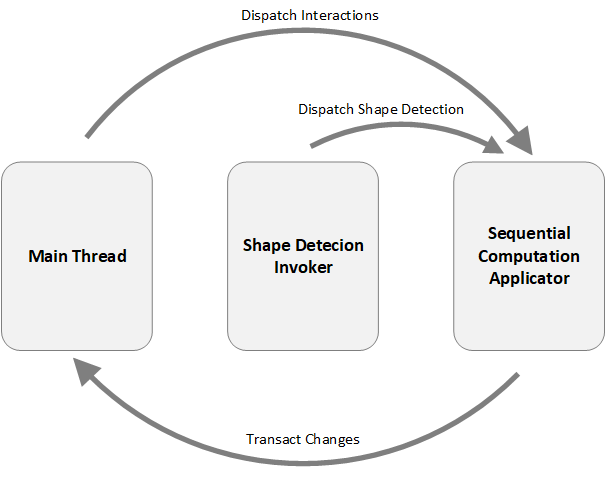 Dispatch Interactions
Dispatch Shape Detection
Main Thread
Shape Detecion
Invoker
Sequential
Computation
Applicator
Transact Changes